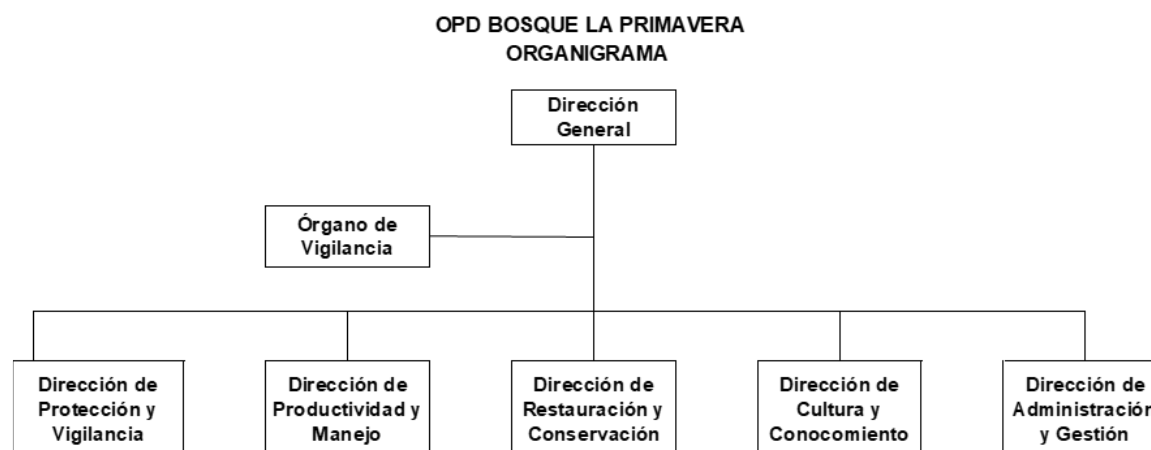 OPD BOSQUE LA PRIMAVERA
ORGANIGRAMA
Dirección
General
Órgano de
Vigilancia
Dirección de
Protección y
Vigilancia
Dirección de
Productividad y
Manejo
Dirección de
Restauración y
Conservación
Dirección de
Cultura y
Conocomiento
Dirección de
Administración
y Gestión